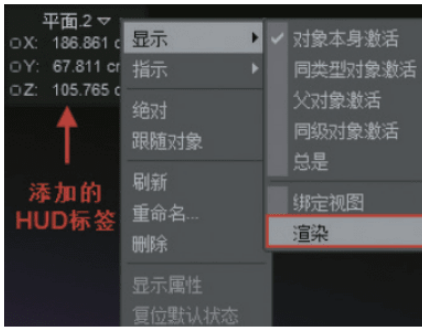 平面.2 ▽
X: 186.861 c
Y: 67.811 cm
Z: 105.765 c
添加的
HUD标签
显示
指示
绝对
跟随对象
刷新
重命名...
删除
显示属性
复位默认状态
✓ 对象本身激活
同类型对象激活
父对象激活
同级对象激活
总是
绑定视图
渲染